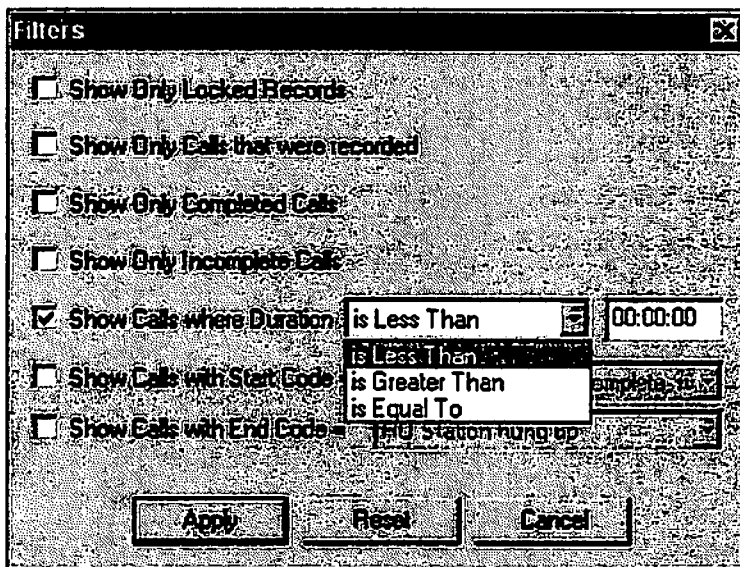 Filters
Show Only Locked Records
Show Only Calls that were recorded
Show Only Completed Calls
Show Only Incomplete Calls
Show Calls where Duration is Less Than 00:00:00
is Less Than
is Greater Than
is Equal To
Show Calls with Start Code
Show Calls with End Code = Station hung up
Apply Reset Cancel